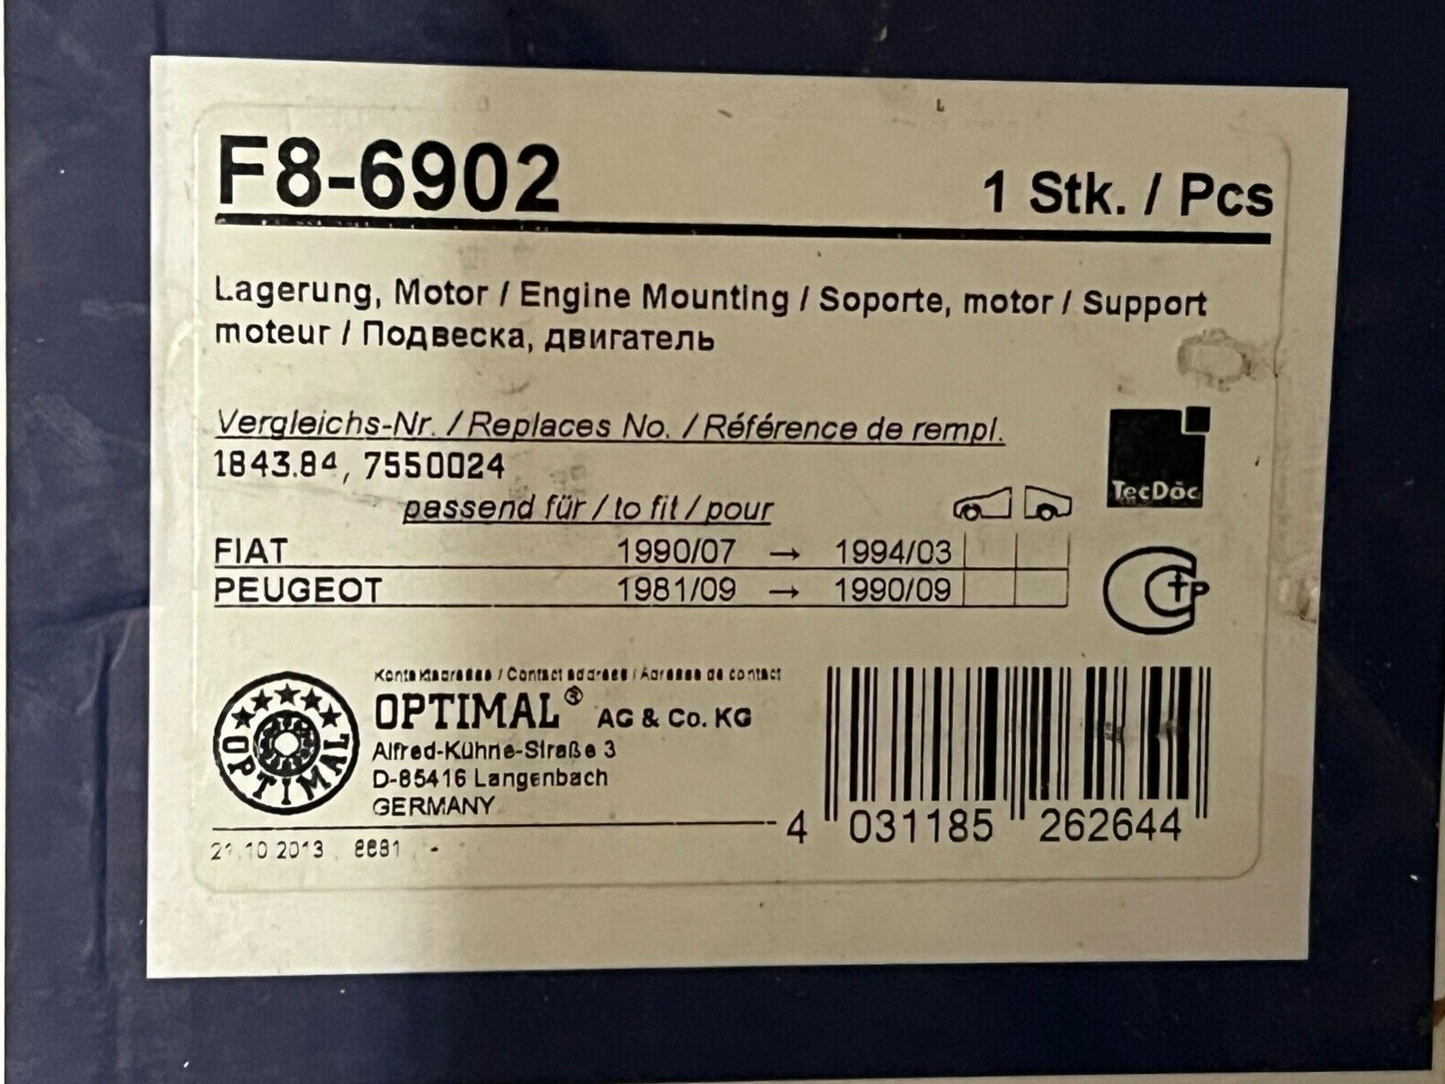 F8-6902
1 Stk. / Pcs
Lagerung, Motor / Engine Mounting / Soporte, motor / Support
moteur / Подвеска, двигатель
Vergleichs-Nr. / Replaces No. / Référence de rempl.
1843.84, 7550024
TecDoc
passend für / to fit / pour
FIAT 1990/07 → 1994/03
PEUGEOT 1981/09 → 1990/09
OPTIMAL
Kontaktadresse / Contact address / Adresse de contact
OPTIMAL® AG & Co. KG
Alfred-Kühne-Straße 3
D-85416 Langenbach
GERMANY
4 031185 262644
10.2013